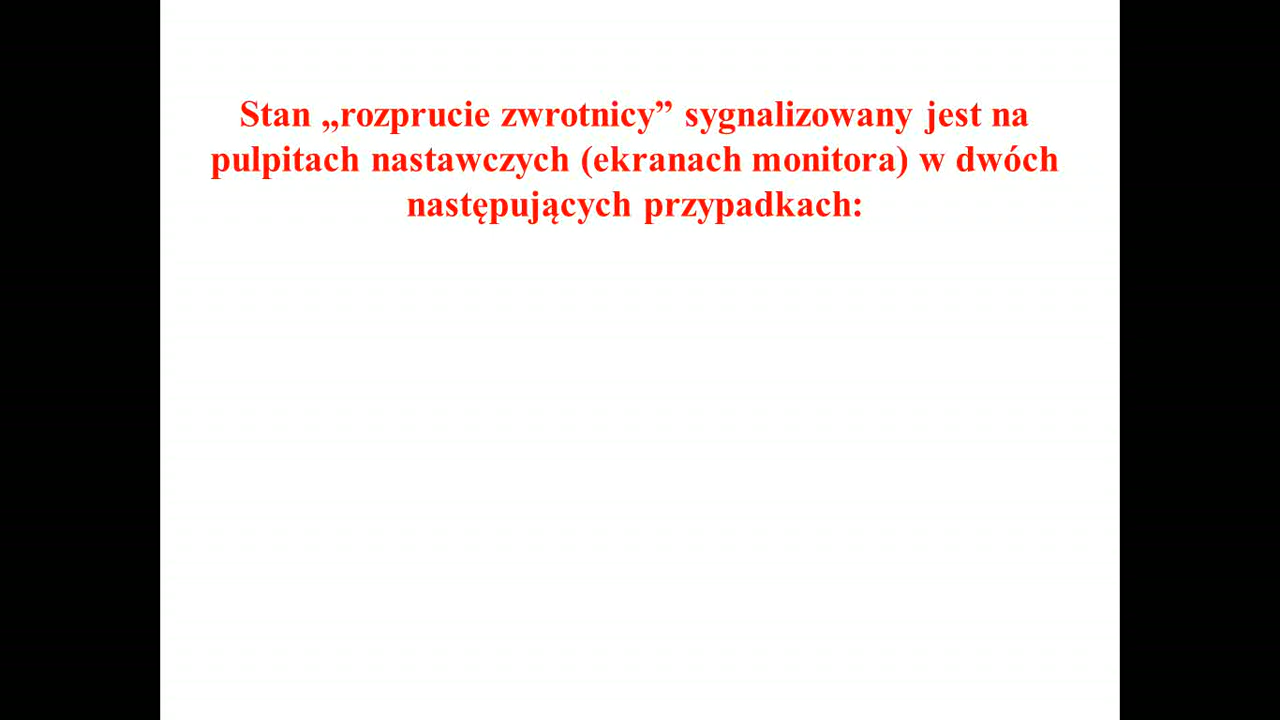 Stan „rozprucie zwrotnicy” sygnalizowany jest na
pulpitach nastawczych (ekranach monitora) w dwóch
następujących przypadkach: